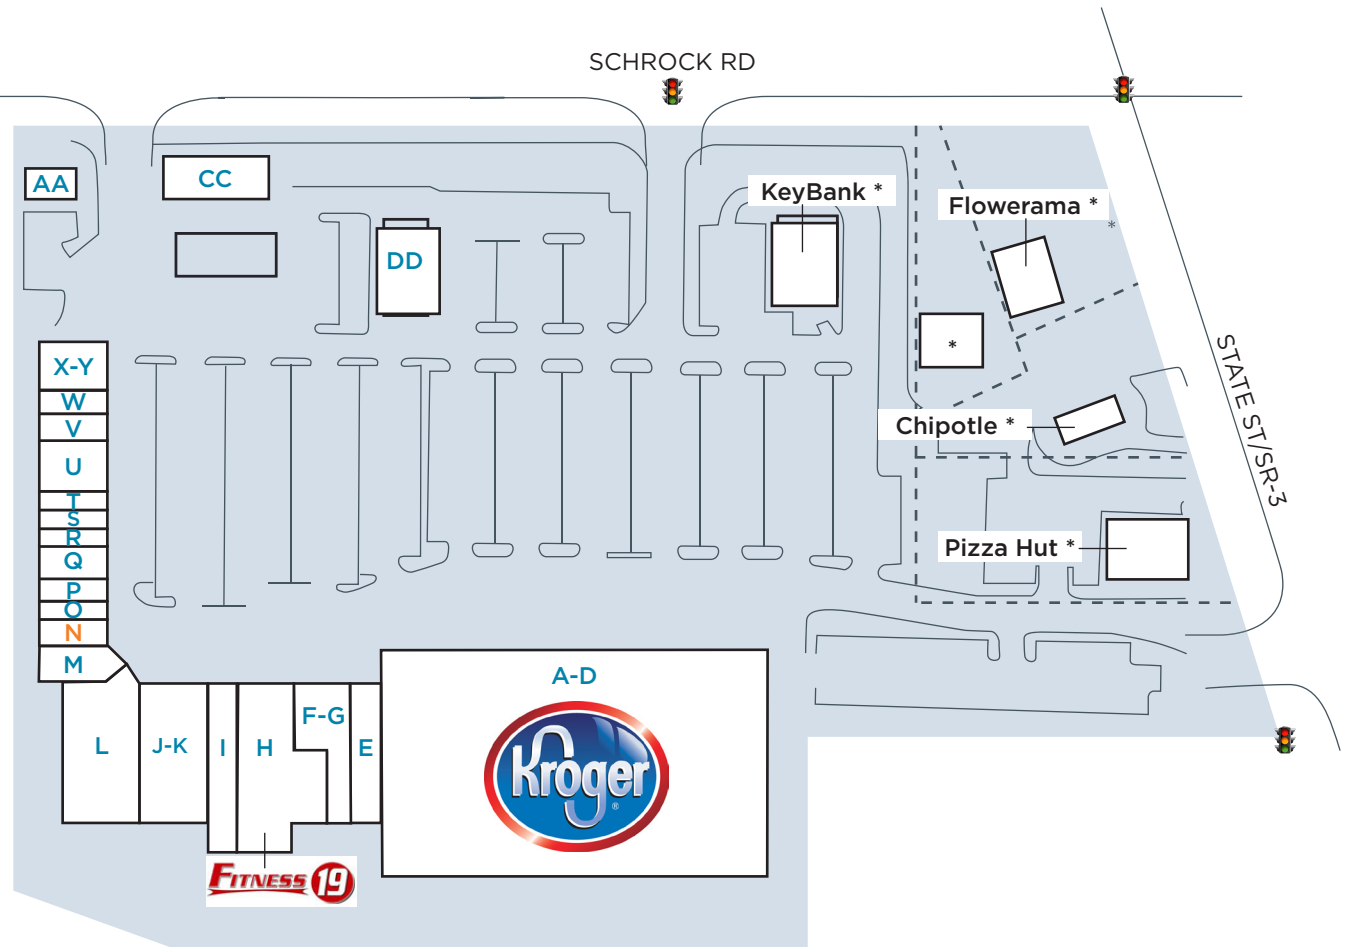 SCHROCK RD
AA
CC
KeyBank *
Flowerama *
*
DD
*
STATE ST/SR-3
X-Y
W
V
U
T
S
R
Q
P
O
N
M
Chipotle *
Pizza Hut *
A-D
L
J-K
I
H
F-G
E
Kroger
®
FITNESS 19